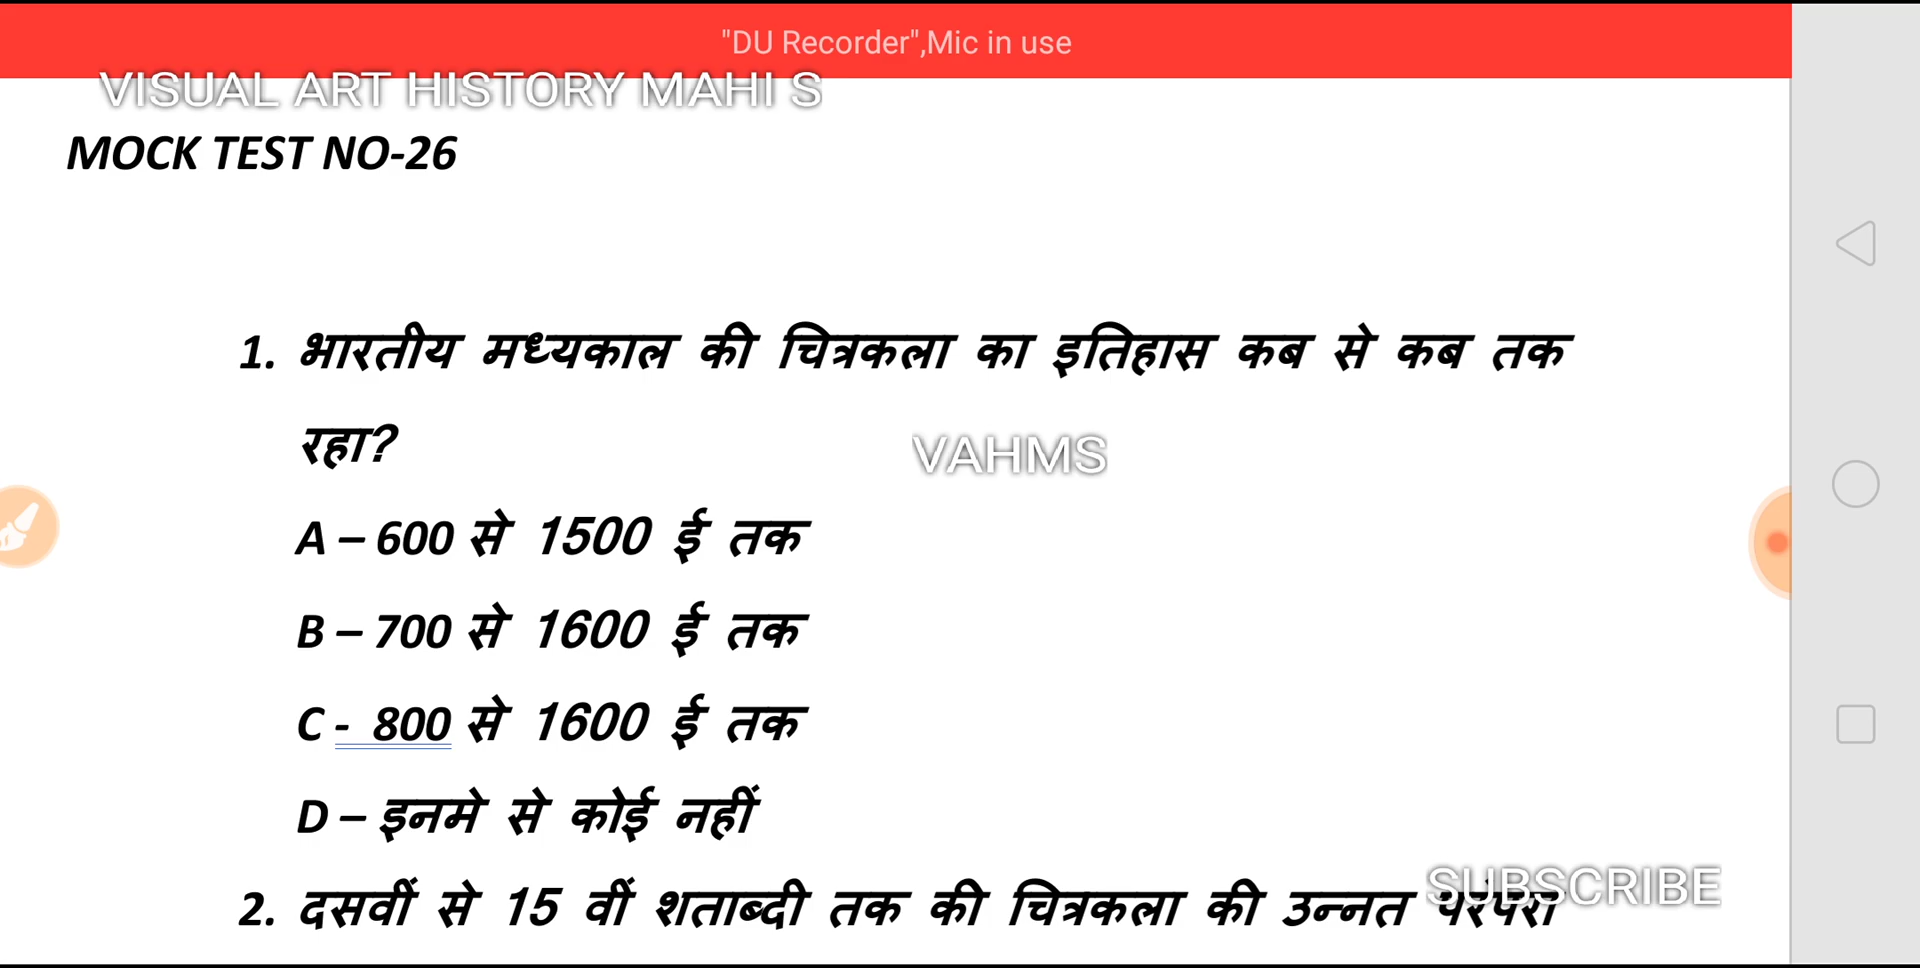 "DU Recorder",Mic in use
VISUAL ART HISTORY MAHI S
MOCK TEST NO-26
1. भारतीय मध्यकाल की चित्रकला का इतिहास कब से कब तक
रहा?
VAHMS
A – 600 से 1500 ई तक
B – 700 से 1600 ई तक
C - 800 से 1600 ई तक
D – इनमे से कोई नहीं
SUBSCRIBE
2. दसवीं से 15 वीं शताब्दी तक की चित्रकला की उन्नत परंपरा